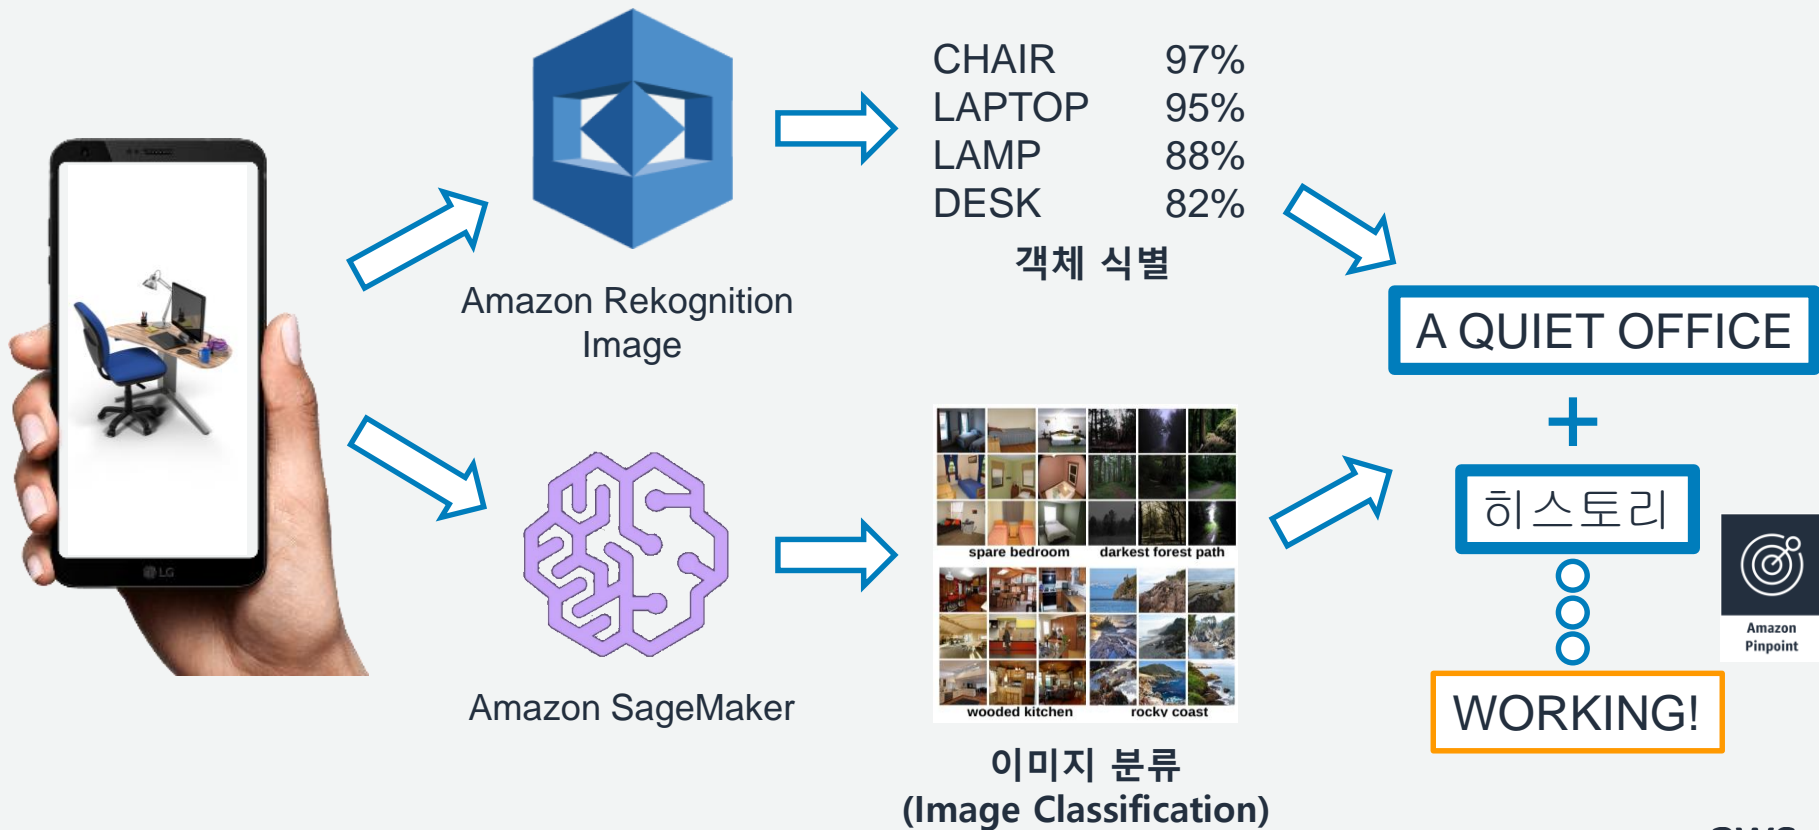 CHAIR 97%
LAPTOP 95%
LAMP 88%
DESK 82%
객체 식별
Amazon Rekognition
Image
LG
A QUIET OFFICE
+
히스토리
Amazon
Pinpoint
WORKING!
Amazon SageMaker
spare bedroom darkest forest path
wooded kitchen rocky coast
이미지 분류
(Image Classification)